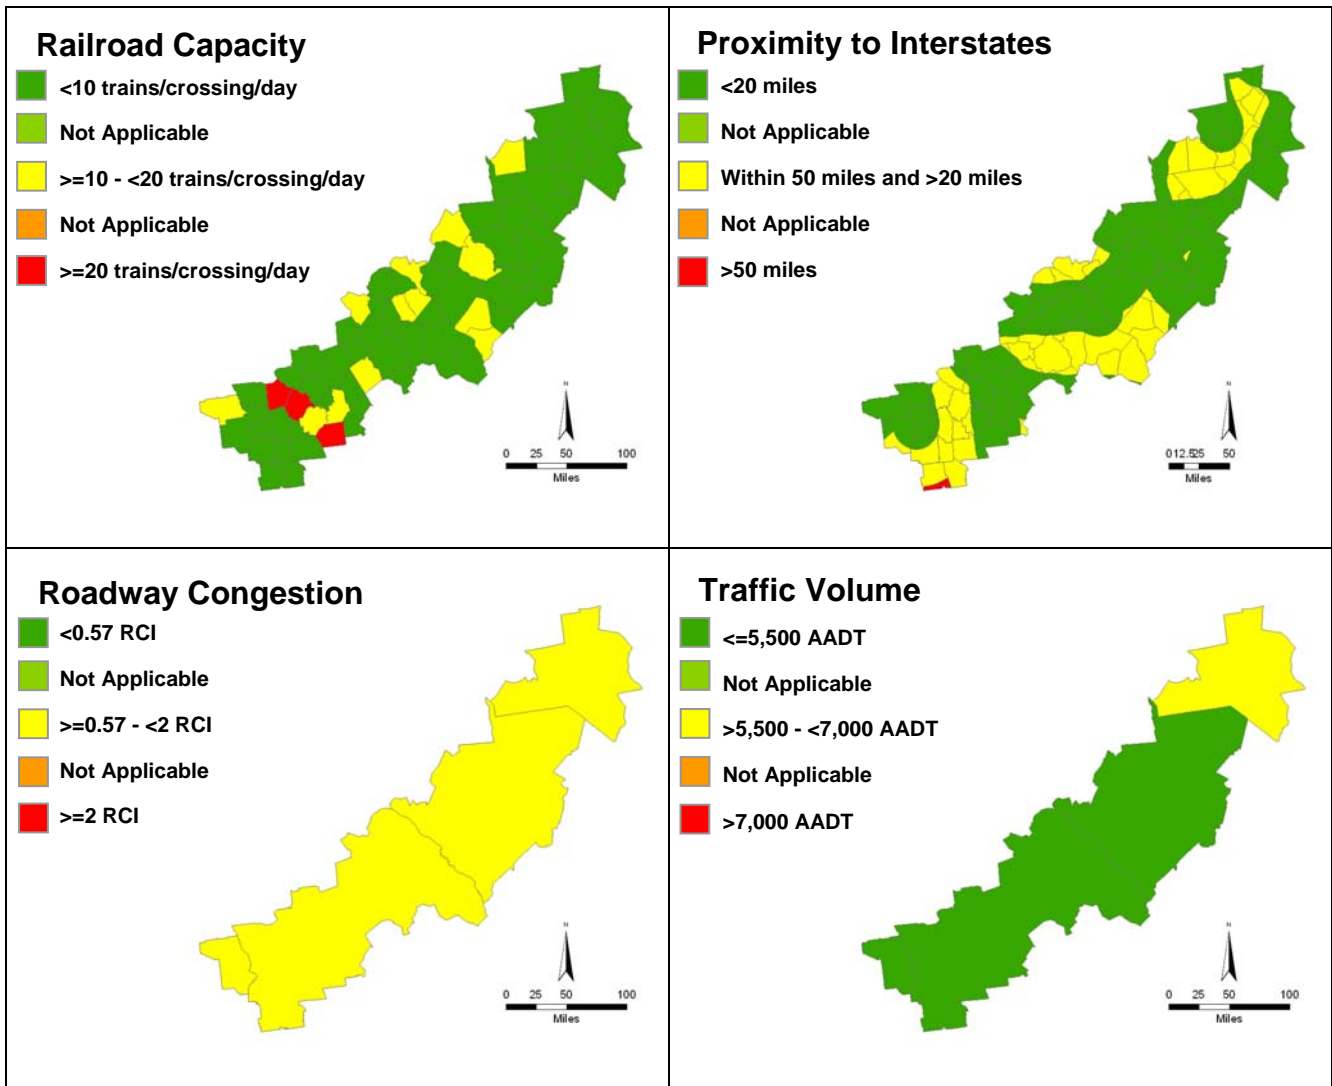 Railroad Capacity
<10 trains/crossing/day
Not Applicable
>=10 - <20 trains/crossing/day
Not Applicable
>=20 trains/crossing/day
N
0 25 50 100
Miles
Proximity to Interstates
<20 miles
Not Applicable
Within 50 miles and >20 miles
Not Applicable
>50 miles
N
012.525 50
Miles
Roadway Congestion
<0.57 RCI
Not Applicable
>=0.57 - <2 RCI
Not Applicable
>=2 RCI
N
0 25 50 100
Miles
Traffic Volume
<=5,500 AADT
Not Applicable
>5,500 - <7,000 AADT
Not Applicable
>7,000 AADT
N
0 25 50 100
Miles